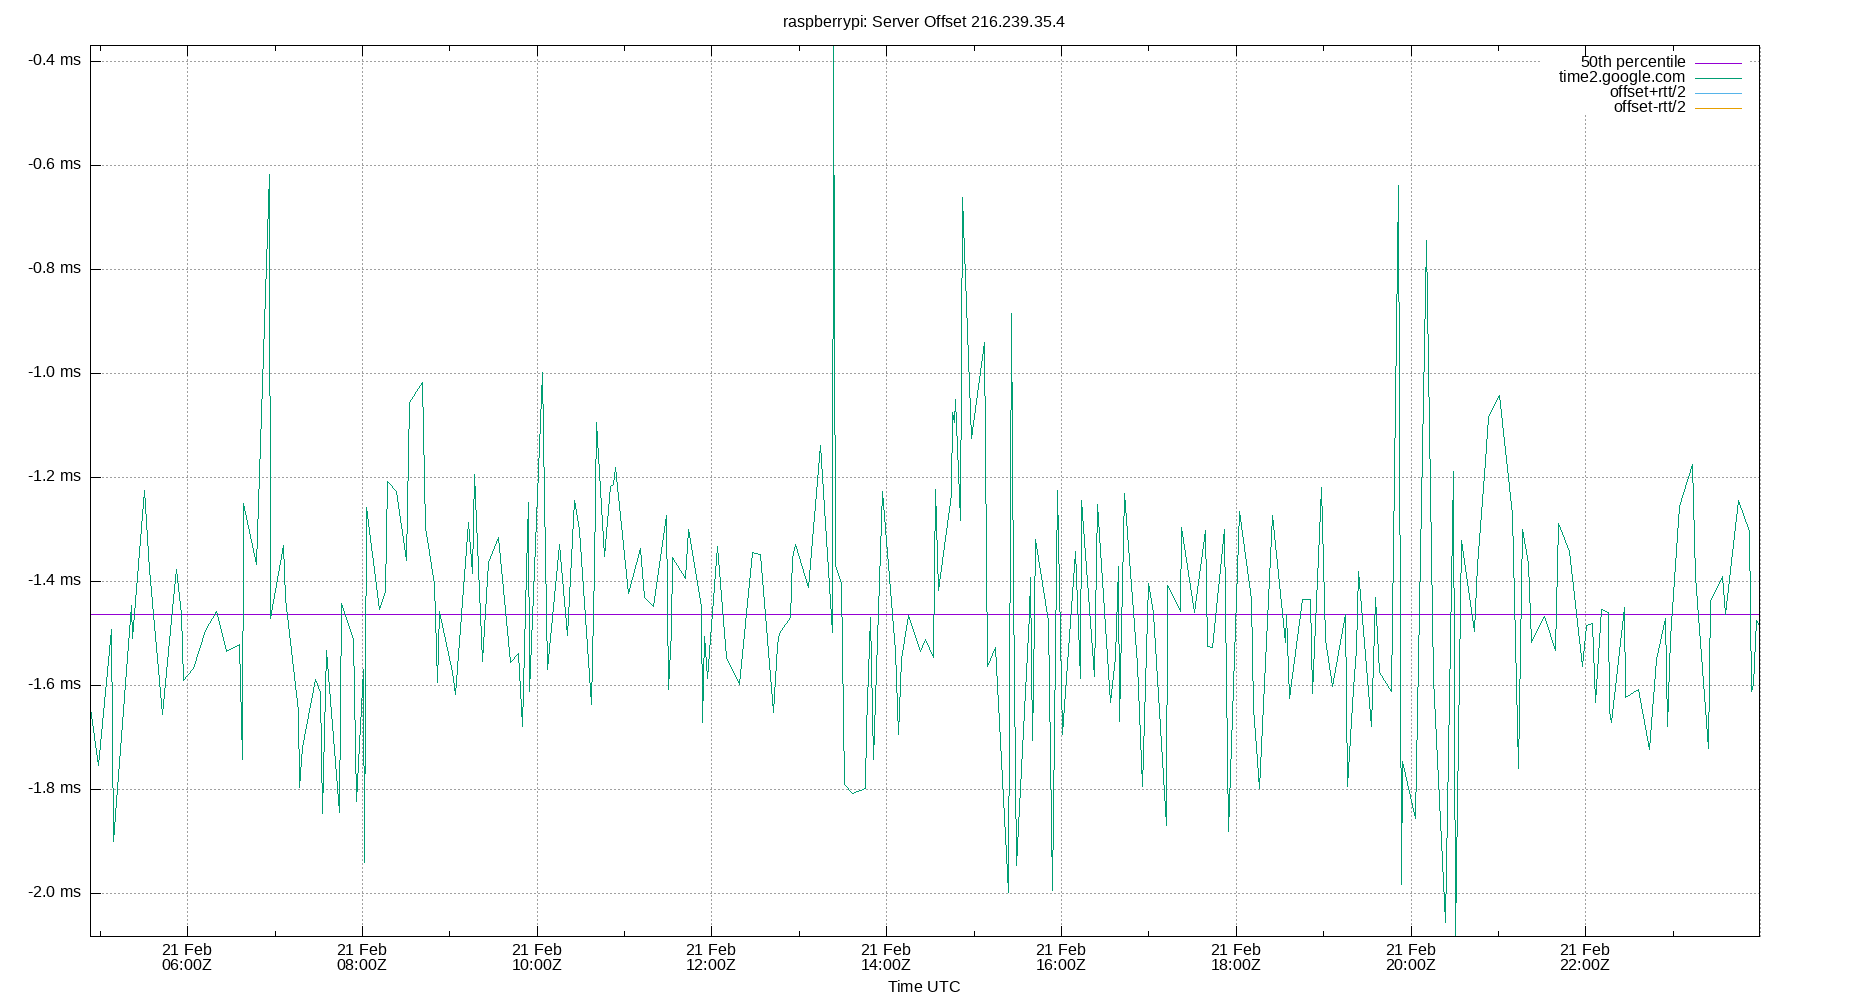 raspberrypi: Server Offset 216.239.35.4
-0.4 ms
-0.6 ms
-0.8 ms
-1.0 ms
-1.2 ms
-1.4 ms
-1.6 ms
-1.8 ms
-2.0 ms
50th percentile
time2.google.com
offset+rtt/2
offset-rtt/2
21 Feb 21 Feb 21 Feb 21 Feb 21 Feb 21 Feb 21 Feb 21 Feb 21 Feb
06:00Z 08:00Z 10:00Z 12:00Z 14:00Z 16:00Z 18:00Z 20:00Z 22:00Z
Time UTC